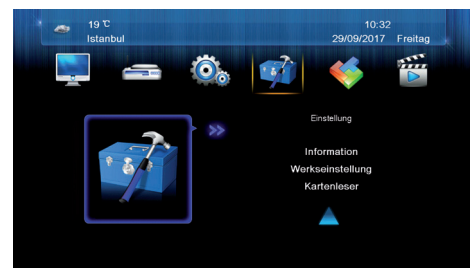 19 °C
10:32
Istanbul
29/09/2017 Freitag
Einstellung
Information
Werkseinstellung
Kartenleser